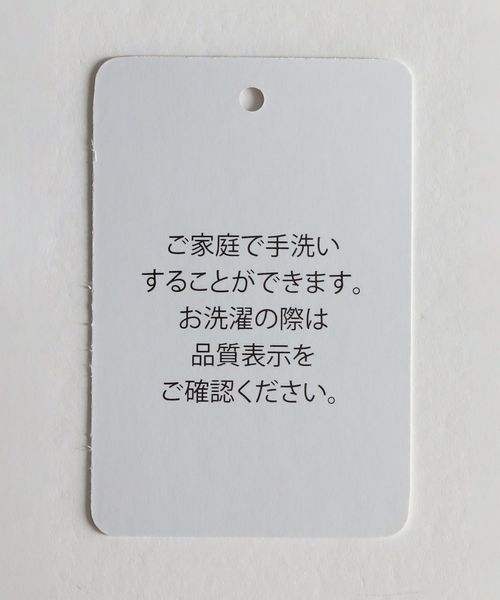 ご家庭で手洗い
することができます。
お洗濯の際は
品質表示を
ご確認ください。